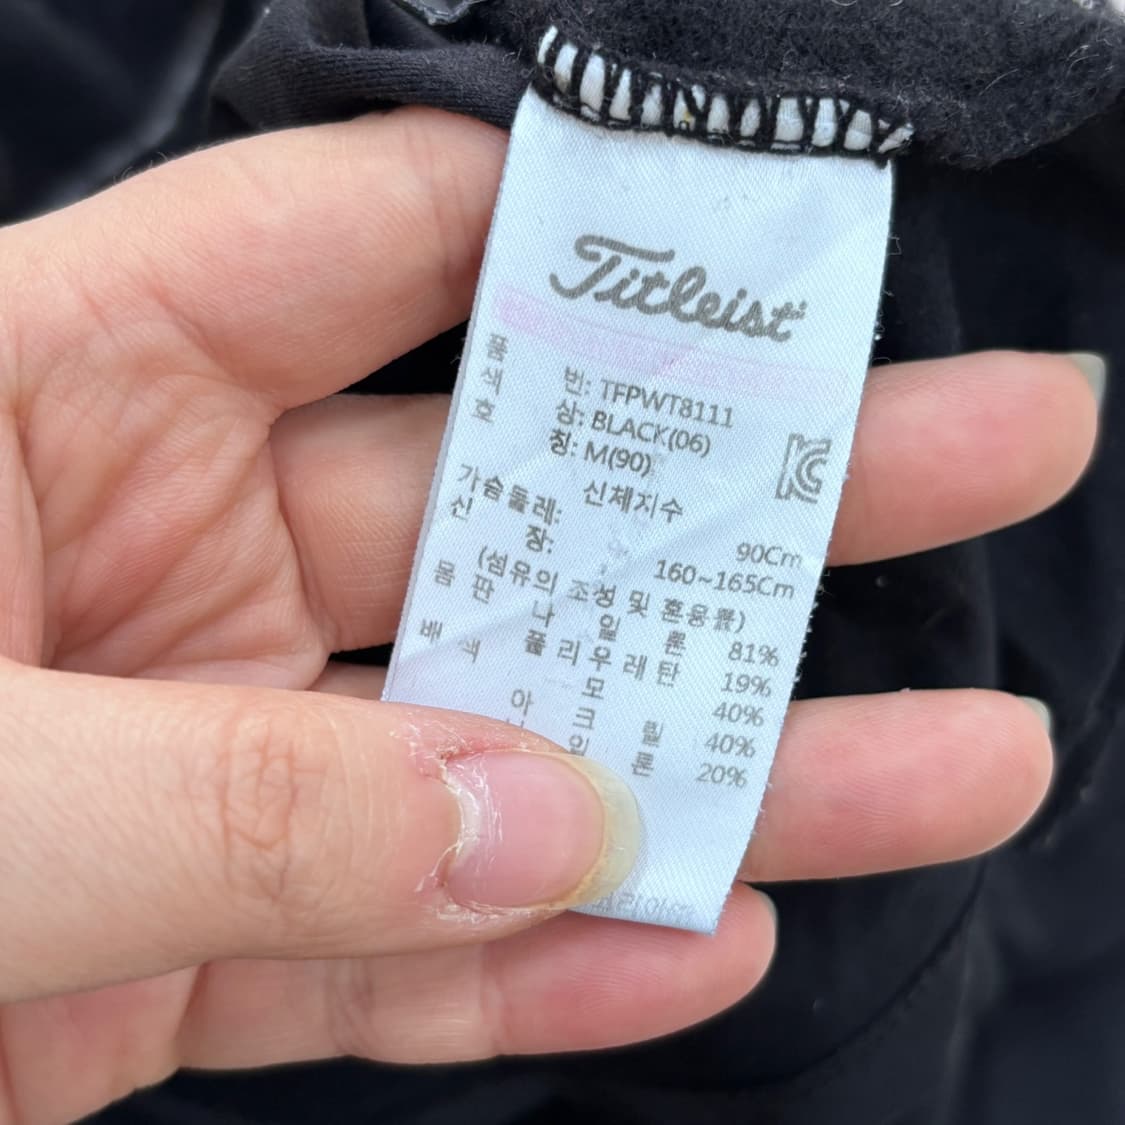 Titleist
품 번: TFPWT8111
색 상: BLACK(06)
호 칭: M(90)
신체지수
가슴둘레: 90Cm
신 장: 160~165Cm
(섬유의 조성 및 혼용률)
몸 판 나 일 론 81%
폴리우레탄 19%
배 색 모 40%
아 크 릴 40%
나 일 론 20%